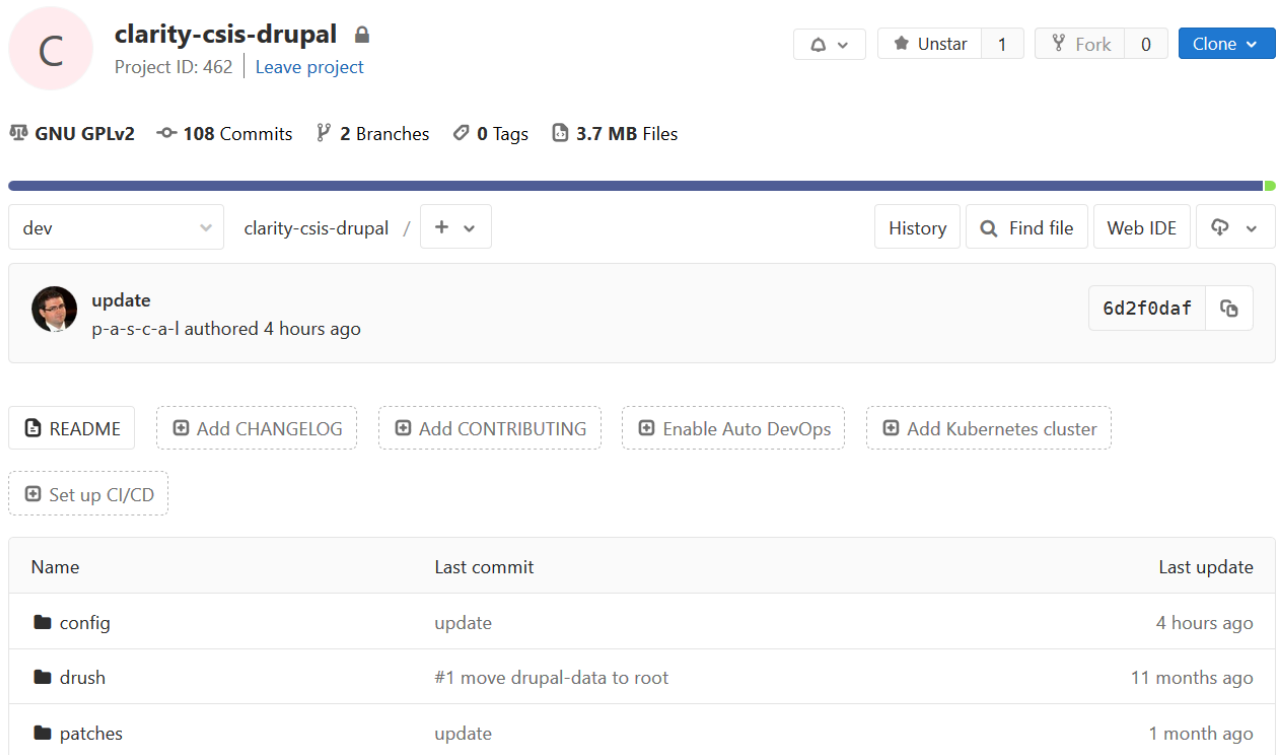 C
clarity-csis-drupal
Project ID: 462 Leave project
Unstar 1 Fork 0 Clone
GNU GPLv2 108 Commits 2 Branches 0 Tags 3.7 MB Files
dev clarity-csis-drupal / + History Find file Web IDE
update
p-a-s-c-a-l authored 4 hours ago
6d2f0daf
README Add CHANGELOG Add CONTRIBUTING Enable Auto DevOps Add Kubernetes cluster
Set up CI/CD
Name Last commit Last update
config update 4 hours ago
drush #1 move drupal-data to root 11 months ago
patches update 1 month ago